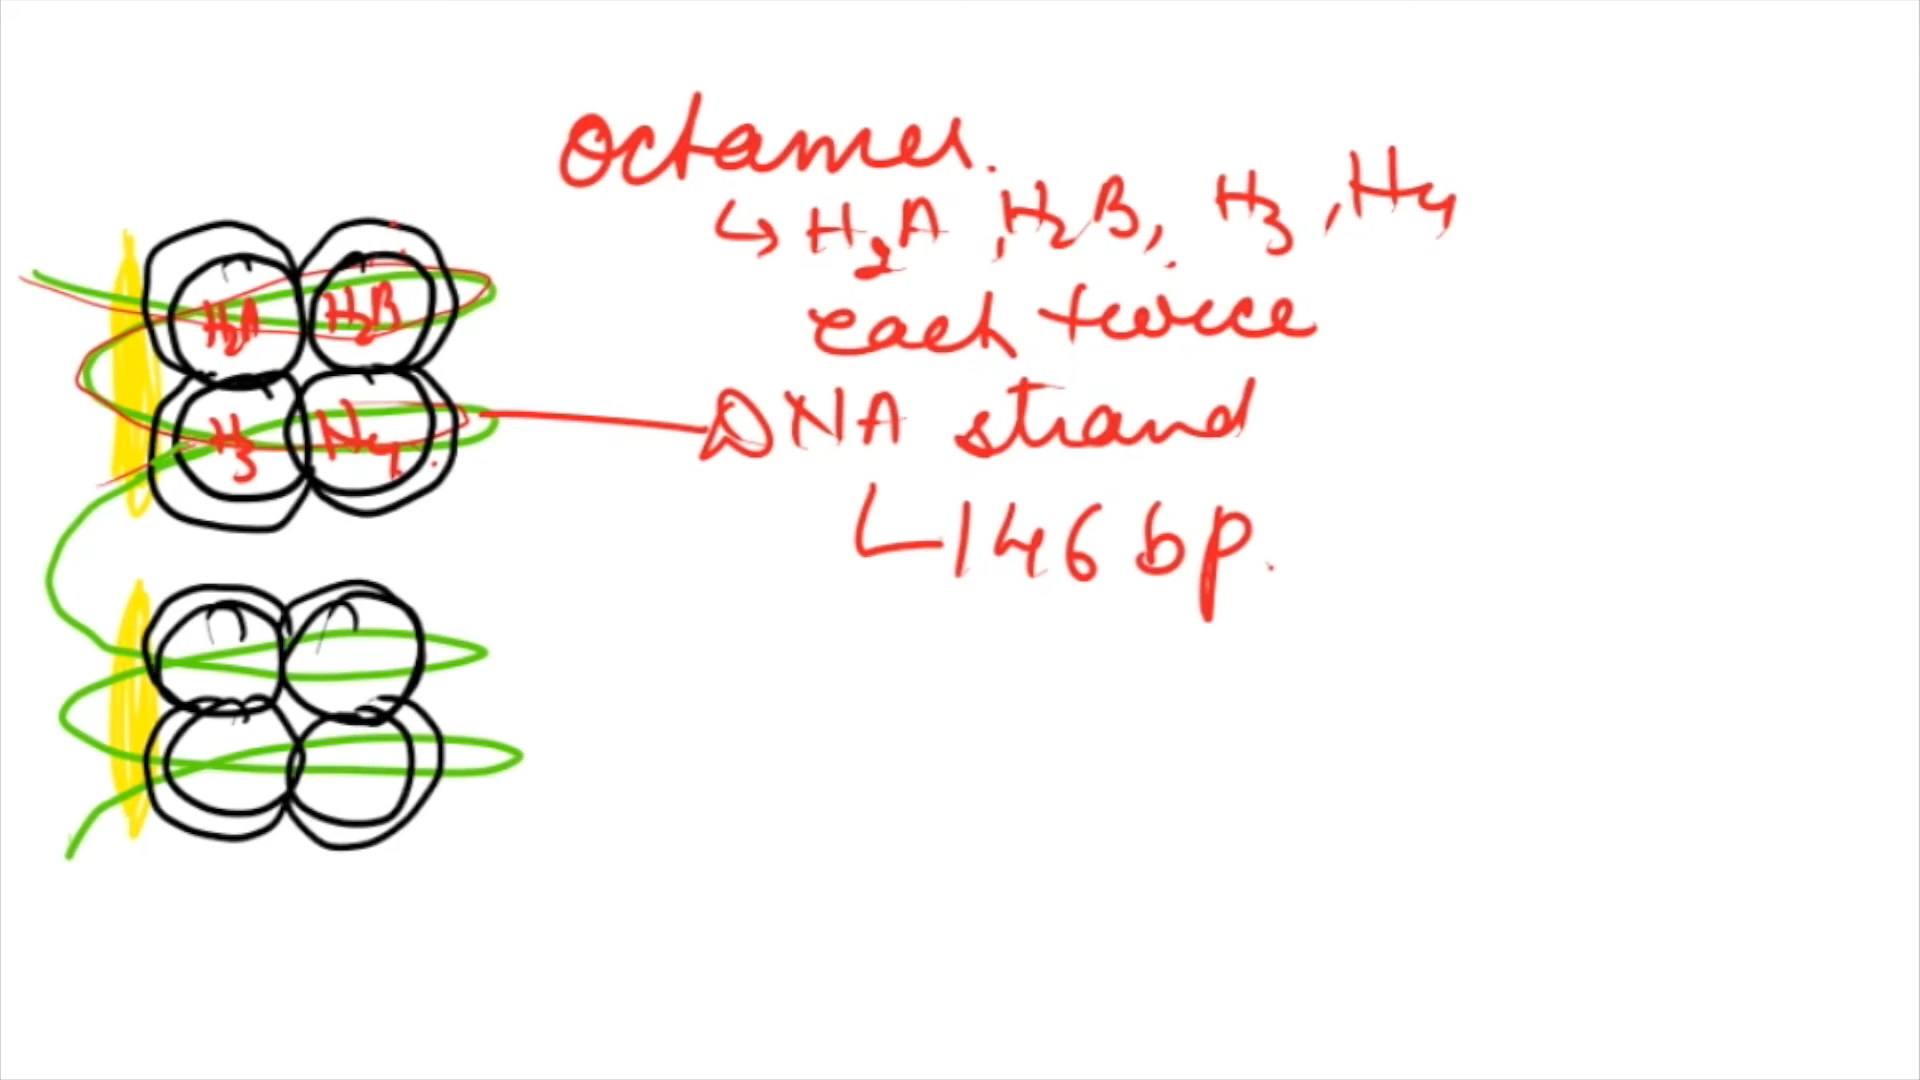 Octamer.
↳ H2A, H2B, H3, H4
each twice
DNA strand
146 bp.
H2A H2B
H3 H4